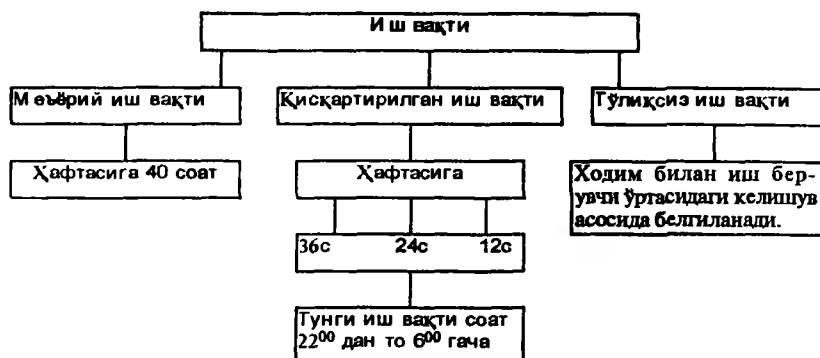 Иш вақти
Меъёрий иш вақти
Қисқартирилган иш вақти
Тўлиқсиз иш вақти
Ҳафтасига 40 соат
Ҳафтасига
Ходим билан иш бер-
увчи ўртасидаги келишув
асосида белгиланади.
36с 24с 12с
Тунги иш вақти соат
22⁰⁰ дан то 6⁰⁰ гача